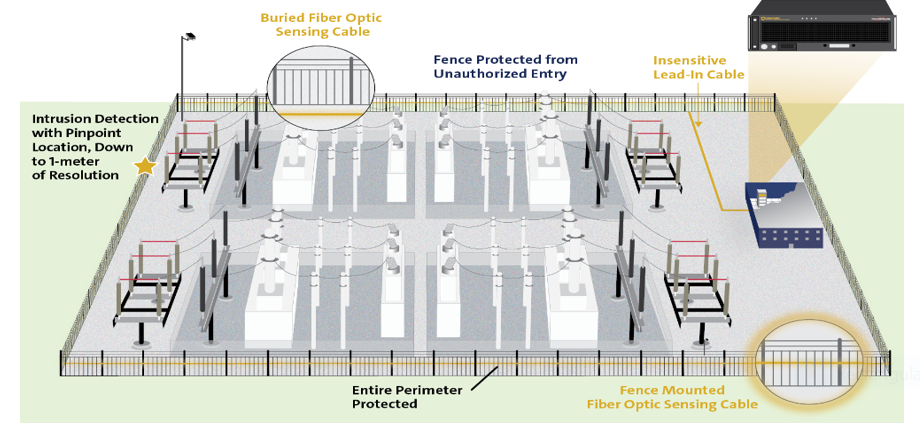 Buried Fiber Optic
Sensing Cable
Fence Protected from
Unauthorized Entry
Insensitive
Lead-In Cable
Intrusion Detection
with Pinpoint
Location, Down
to 1-meter
of Resolution
Entire Perimeter
Protected
Fence Mounted
Fiber Optic Sensing Cable